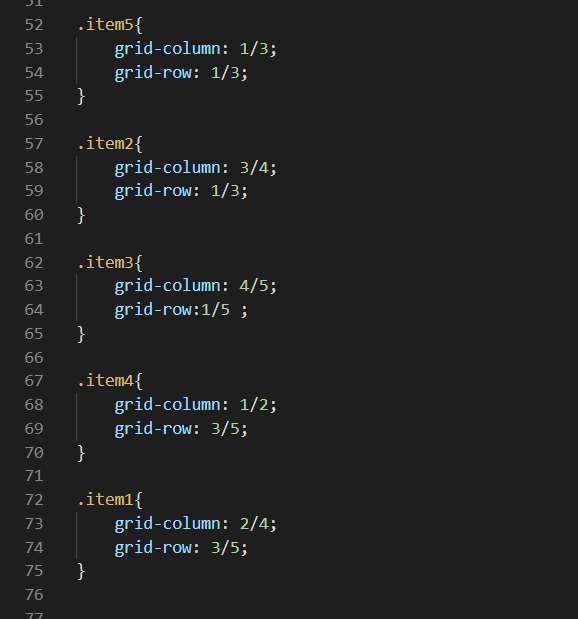 51
52 .item5{
53 grid-column: 1/3;
54 grid-row: 1/3;
55 }
56
57 .item2{
58 grid-column: 3/4;
59 grid-row: 1/3;
60 }
61
62 .item3{
63 grid-column: 4/5;
64 grid-row:1/5 ;
65 }
66
67 .item4{
68 grid-column: 1/2;
69 grid-row: 3/5;
70 }
71
72 .item1{
73 grid-column: 2/4;
74 grid-row: 3/5;
75 }
76
77